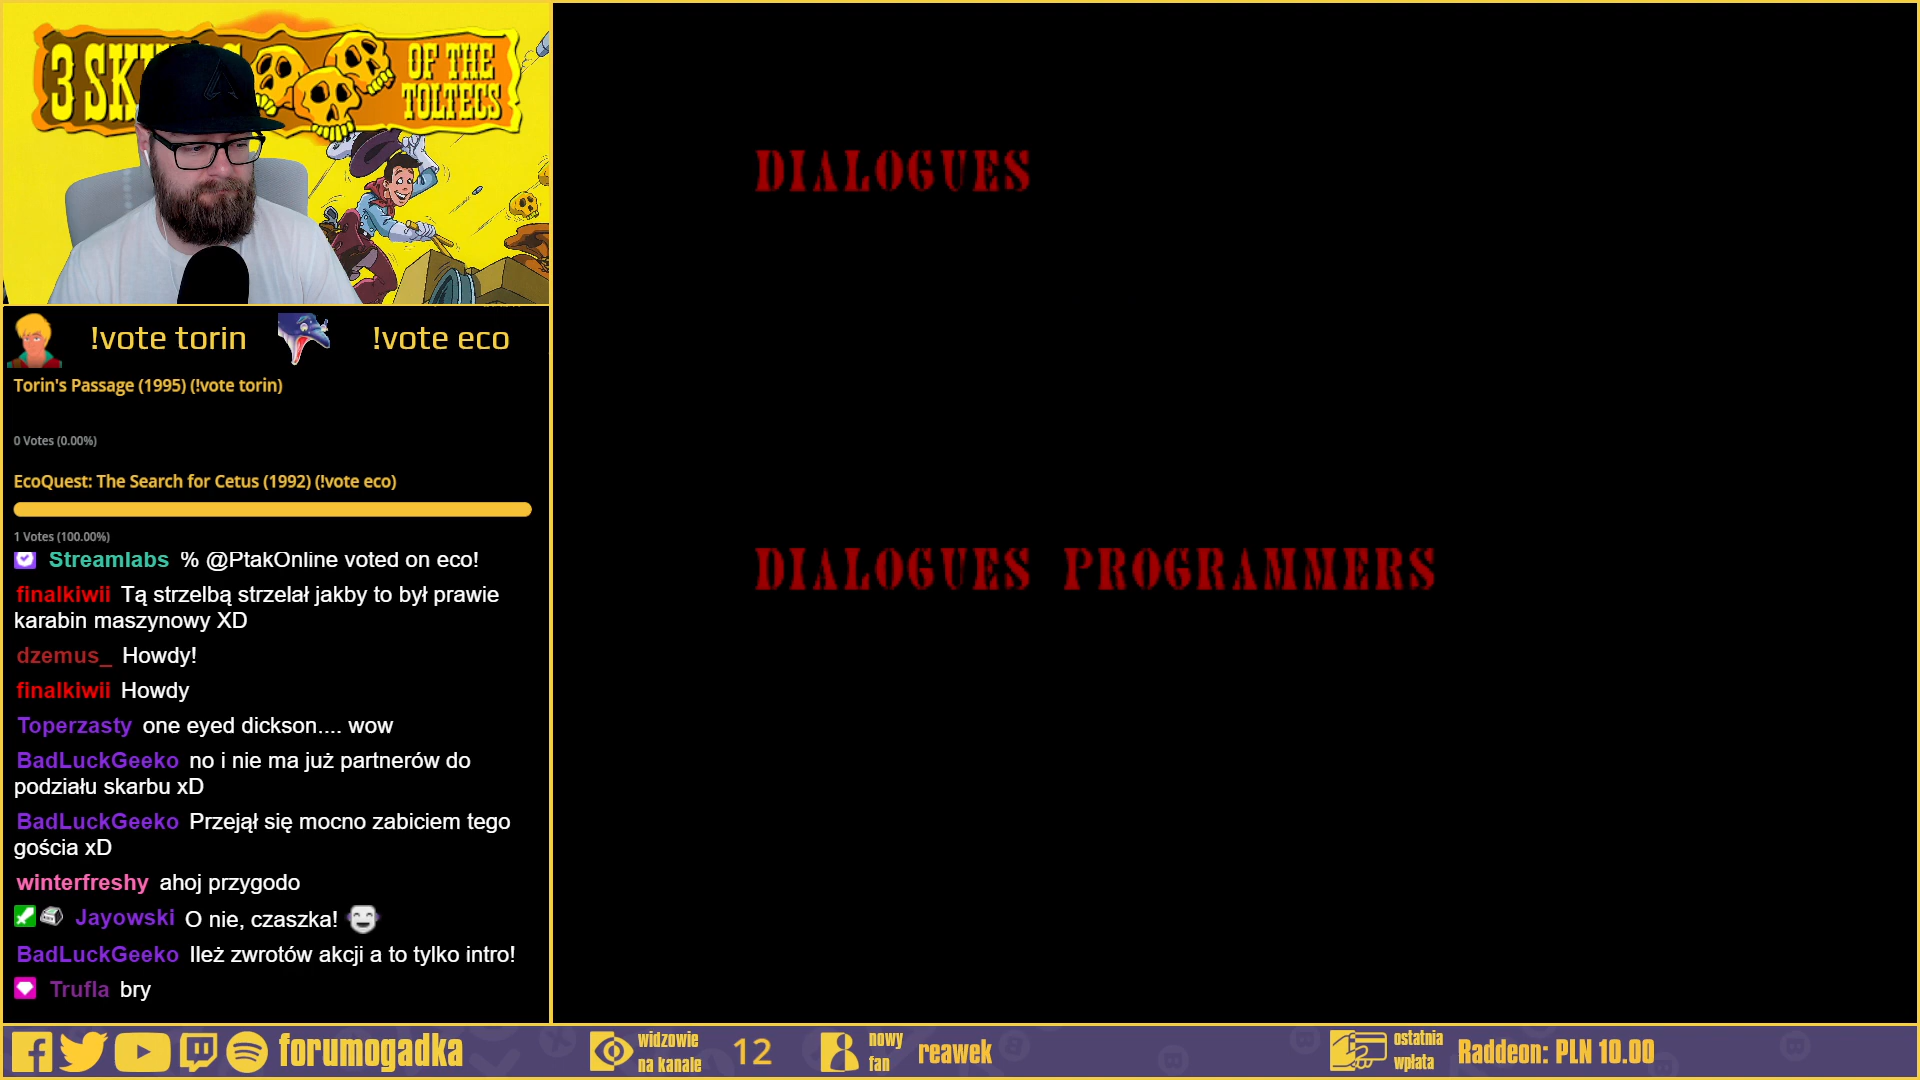 3 SK
OF THE
TOLTECS
!vote torin
!vote eco
Torin's Passage (1995) (!vote torin)
0 Votes (0.00%)
EcoQuest: The Search for Cetus (1992) (!vote eco)
1 Votes (100.00%)
Streamlabs % @PtakOnline voted on eco!
finalkiwii Tą strzelbą strzelał jakby to był prawie
karabin maszynowy XD
dzemus_ Howdy!
finalkiwii Howdy
Toperzasty one eyed dickson.... wow
BadLuckGeeko no i nie ma już partnerów do
podziału skarbu xD
BadLuckGeeko Przejął się mocno zabiciem tego
gościa xD
winterfreshy ahoj przygodo
Jayowski O nie, czaszka!
BadLuckGeeko Ileż zwrotów akcji a to tylko intro!
Trufla bry
DIALOGUES
DIALOGUES PROGRAMMERS
forumogadka
widzowie
na kanale
12
nowy
fan
reawek
ostatnia
wpłata
Raddeon: PLN 10.00